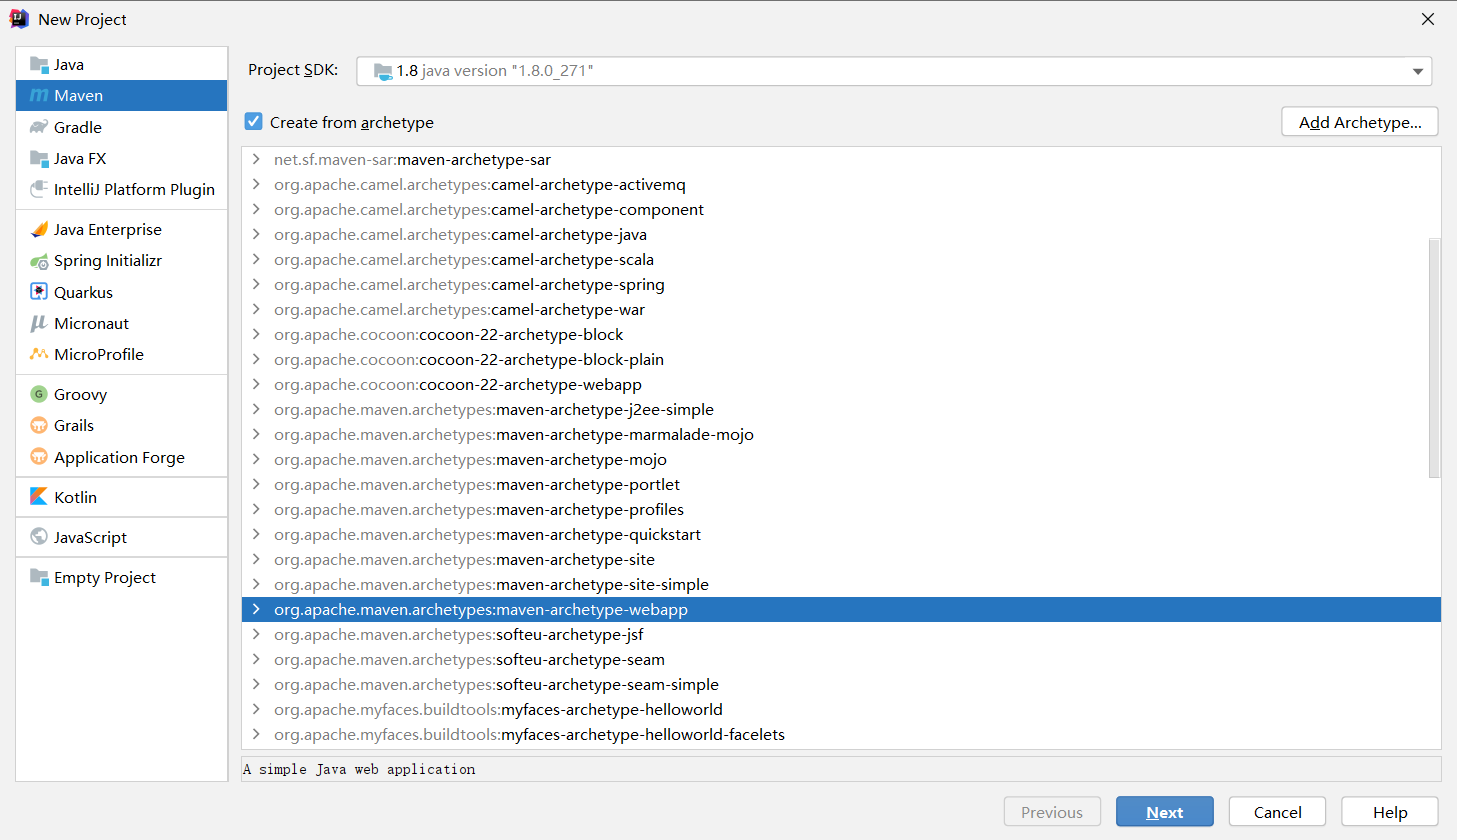 New Project
Java
Maven
Gradle
Java FX
IntelliJ Platform Plugin
Java Enterprise
Spring Initializr
Quarkus
Micronaut
MicroProfile
Groovy
Grails
Application Forge
Kotlin
JavaScript
Empty Project
Project SDK: 1.8 java version "1.8.0_271"
Create from archetype
Add Archetype...
net.sf.maven-sar:maven-archetype-sar
org.apache.camel.archetypes:camel-archetype-activemq
org.apache.camel.archetypes:camel-archetype-component
org.apache.camel.archetypes:camel-archetype-java
org.apache.camel.archetypes:camel-archetype-scala
org.apache.camel.archetypes:camel-archetype-spring
org.apache.camel.archetypes:camel-archetype-war
org.apache.cocoon:cocoon-22-archetype-block
org.apache.cocoon:cocoon-22-archetype-block-plain
org.apache.cocoon:cocoon-22-archetype-webapp
org.apache.maven.archetypes:maven-archetype-j2ee-simple
org.apache.maven.archetypes:maven-archetype-marmalade-mojo
org.apache.maven.archetypes:maven-archetype-mojo
org.apache.maven.archetypes:maven-archetype-portlet
org.apache.maven.archetypes:maven-archetype-profiles
org.apache.maven.archetypes:maven-archetype-quickstart
org.apache.maven.archetypes:maven-archetype-site
org.apache.maven.archetypes:maven-archetype-site-simple
org.apache.maven.archetypes:maven-archetype-webapp
org.apache.maven.archetypes:softeu-archetype-jsf
org.apache.maven.archetypes:softeu-archetype-seam
org.apache.maven.archetypes:softeu-archetype-seam-simple
org.apache.myfaces.buildtools:myfaces-archetype-helloworld
org.apache.myfaces.buildtools:myfaces-archetype-helloworld-facelets
A simple Java web application
Previous
Next
Cancel
Help